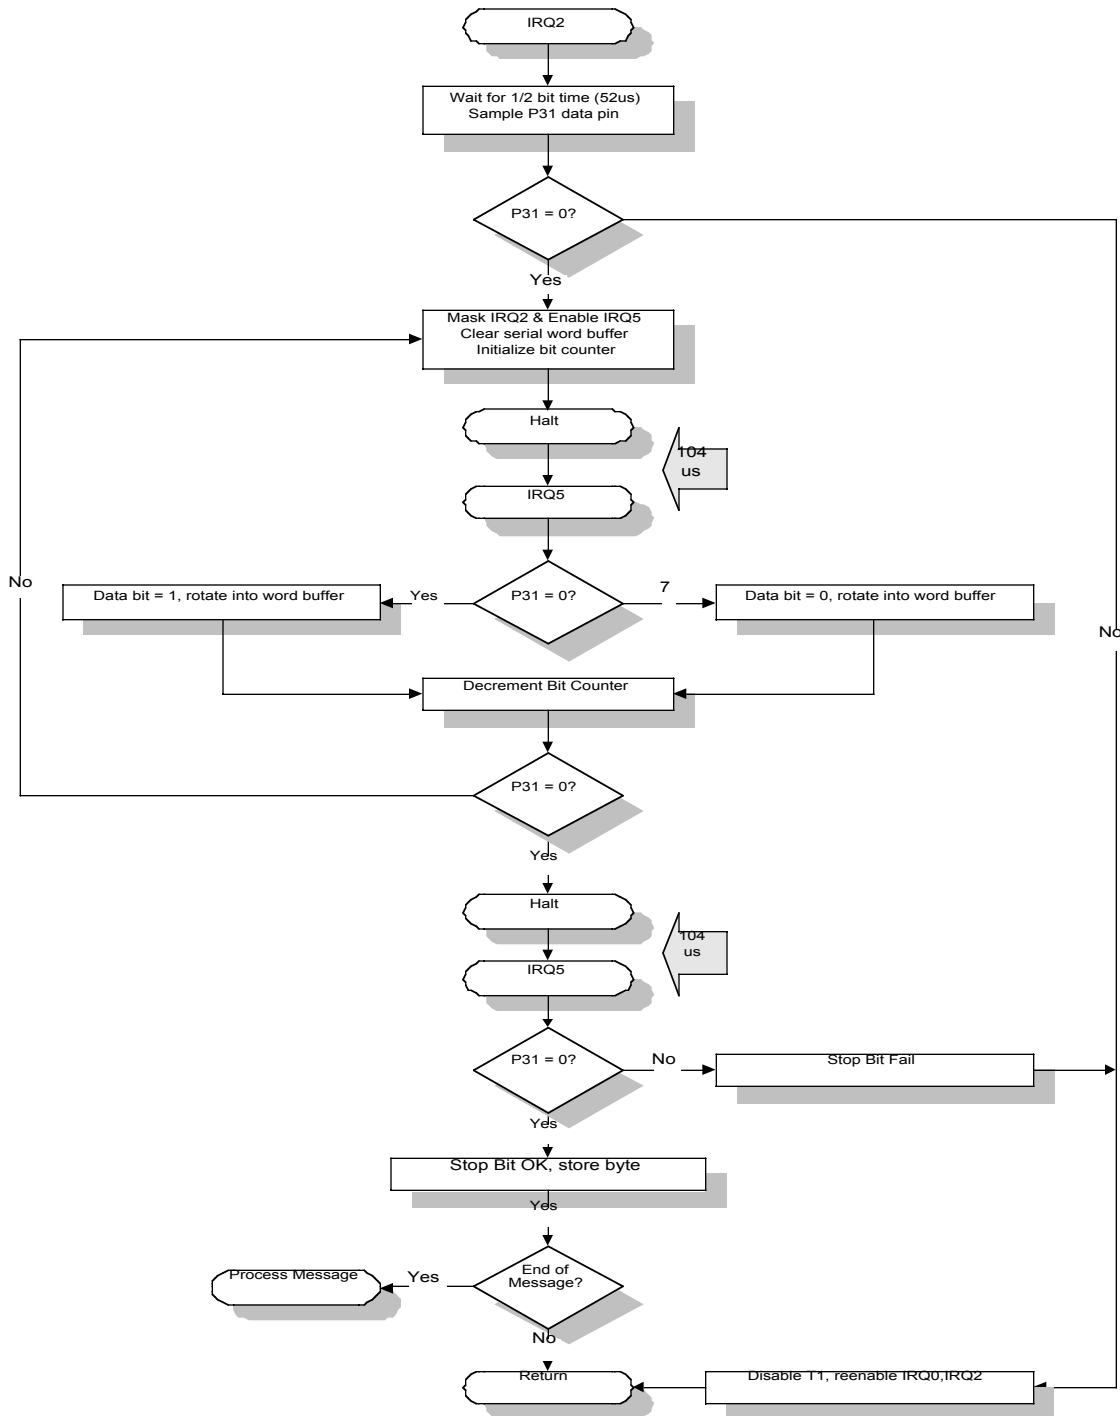 IRQ2
Wait for 1/2 bit time (52us)
Sample P31 data pin
P31 = 0?
Yes
Mask IRQ2 & Enable IRQ5
Clear serial word buffer
Initialize bit counter
Halt
104
us
IRQ5
No
Data bit = 1, rotate into word buffer
Yes
P31 = 0?
7
Data bit = 0, rotate into word buffer
No
Decrement Bit Counter
P31 = 0?
Yes
Halt
104
us
IRQ5
P31 = 0?
No
Stop Bit Fail
Yes
Stop Bit OK, store byte
Yes
Process Message
Yes
End of
Message?
No
Return
Disable T1, reenable IRQ0,IRQ2